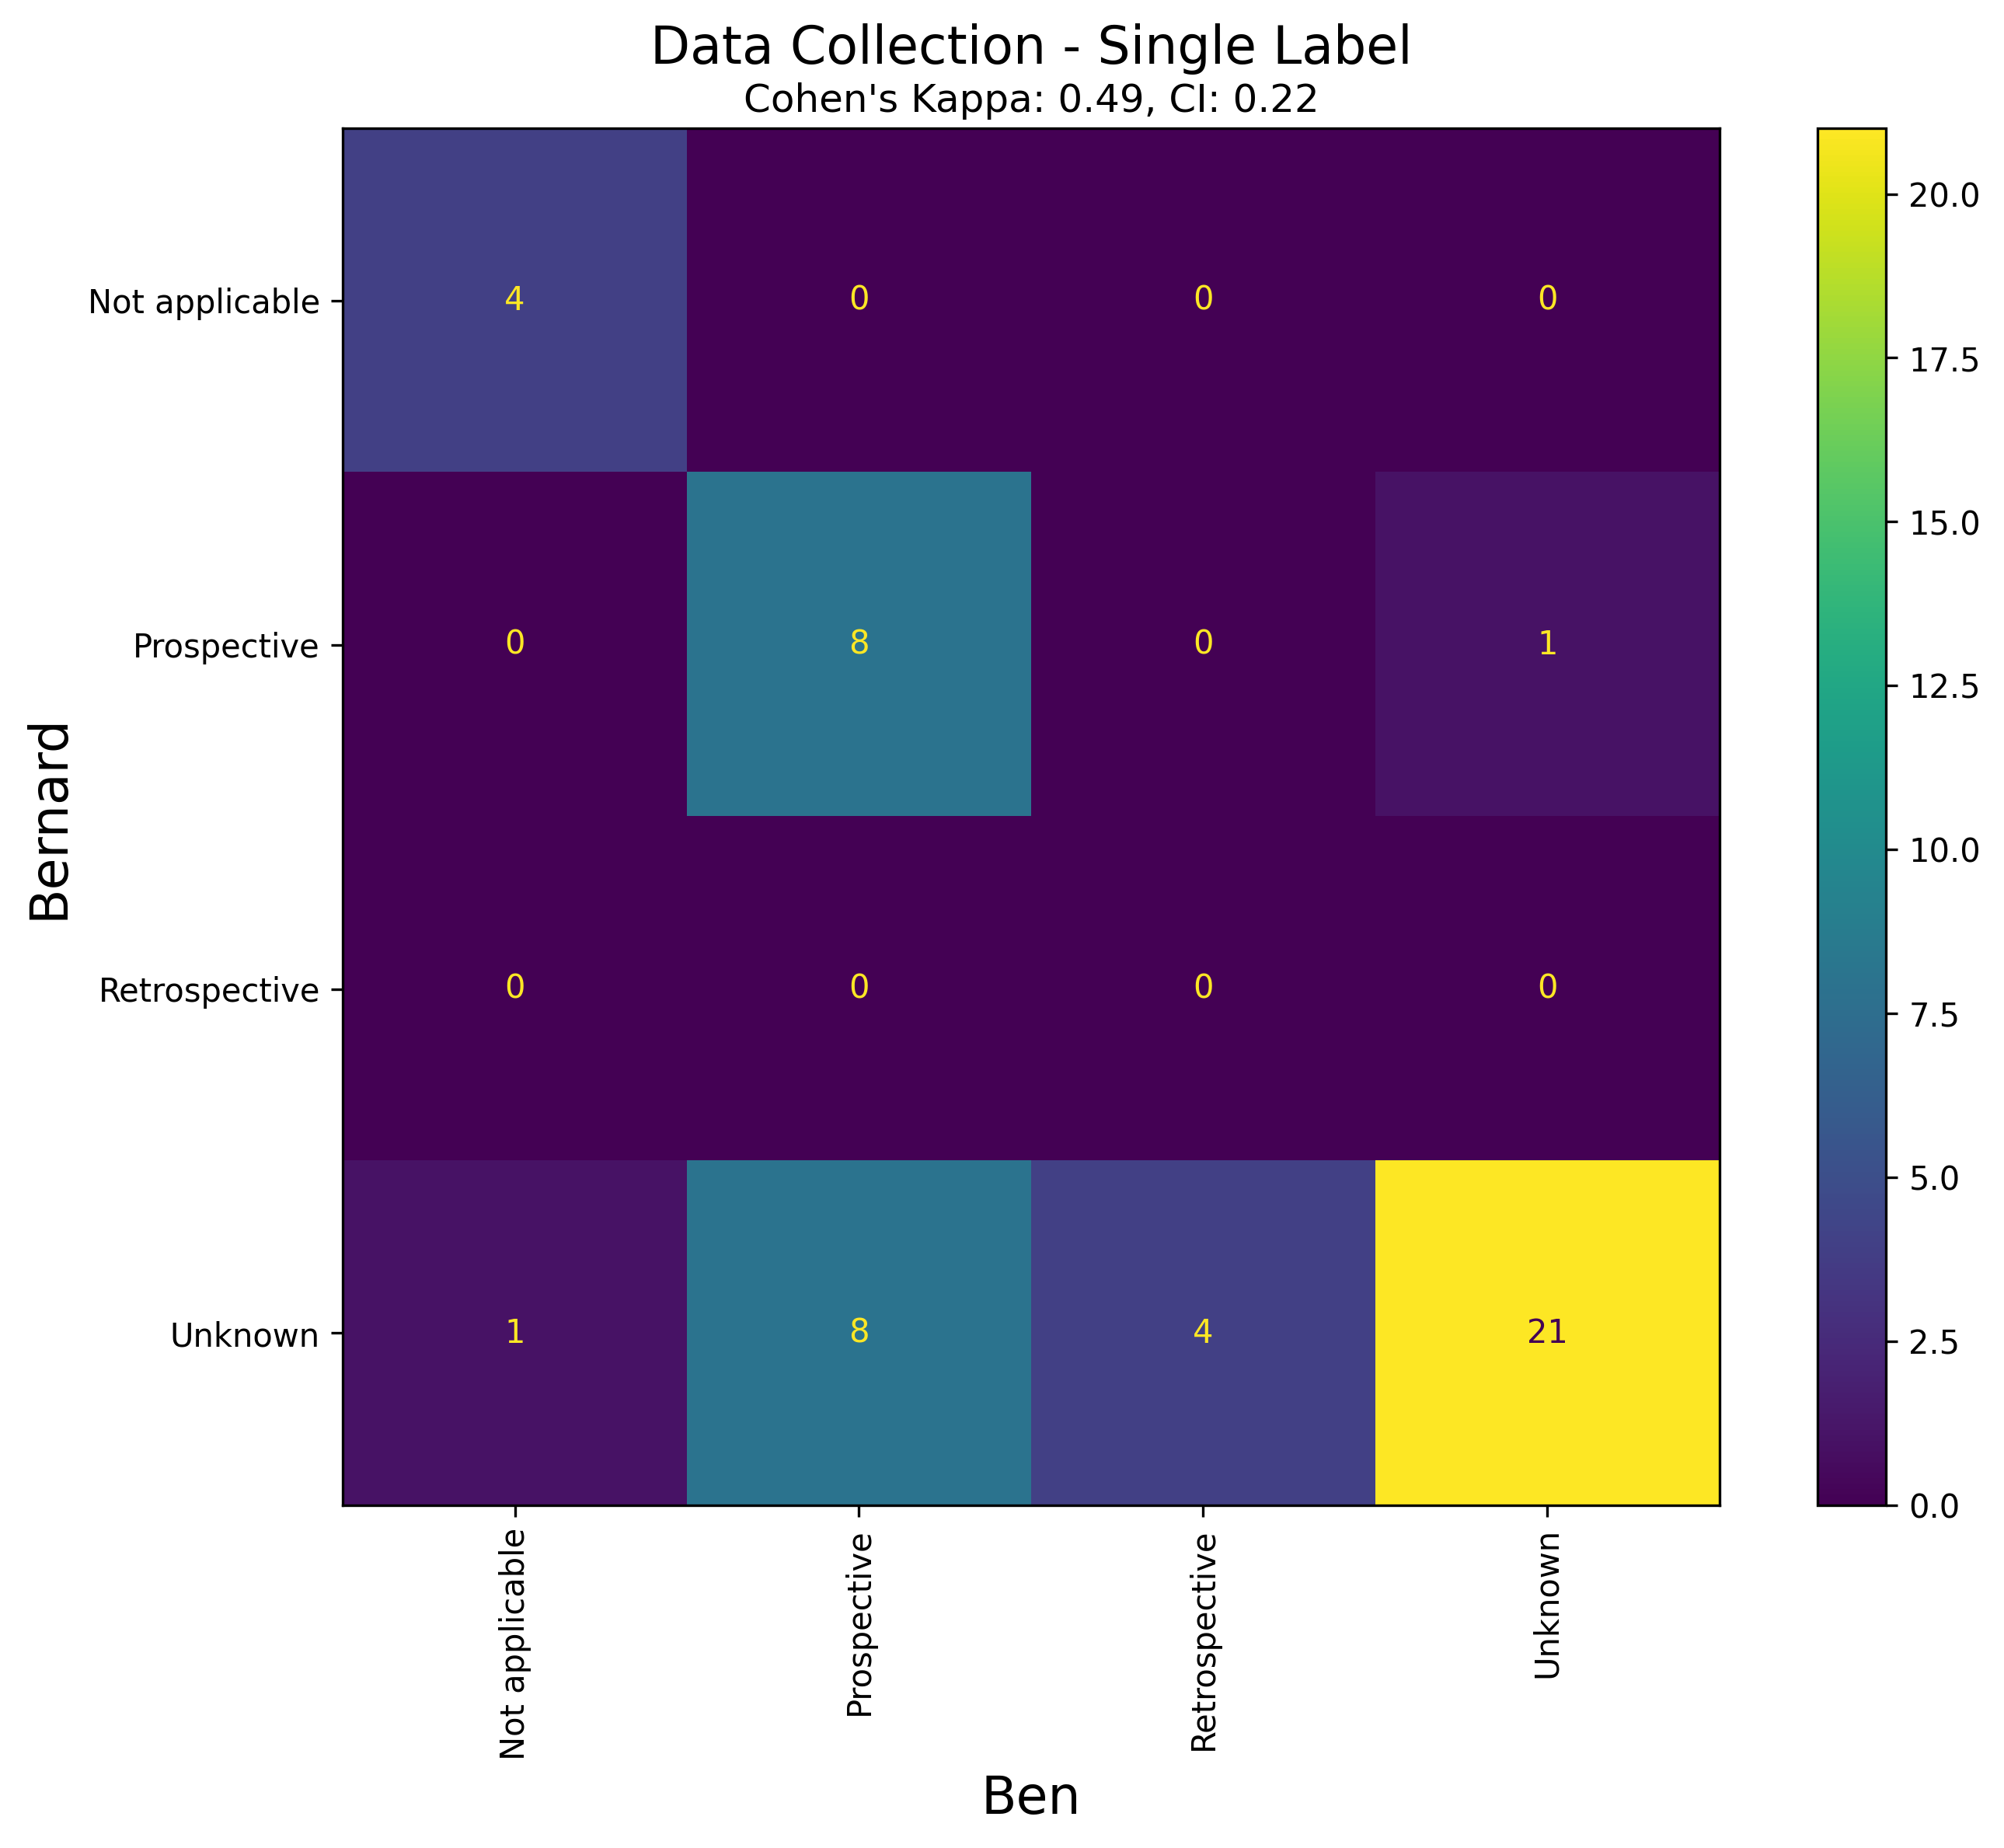 Data Collection - Single Label
Cohen's Kappa: 0.49, CI: 0.22
Bernard
Not applicable 4 0 0 0
Prospective 0 8 0 1
Retrospective 0 0 0 0
Unknown 1 8 4 21
Not applicable
Prospective
Retrospective
Unknown
Ben
20.0
17.5
15.0
12.5
10.0
7.5
5.0
2.5
0.0